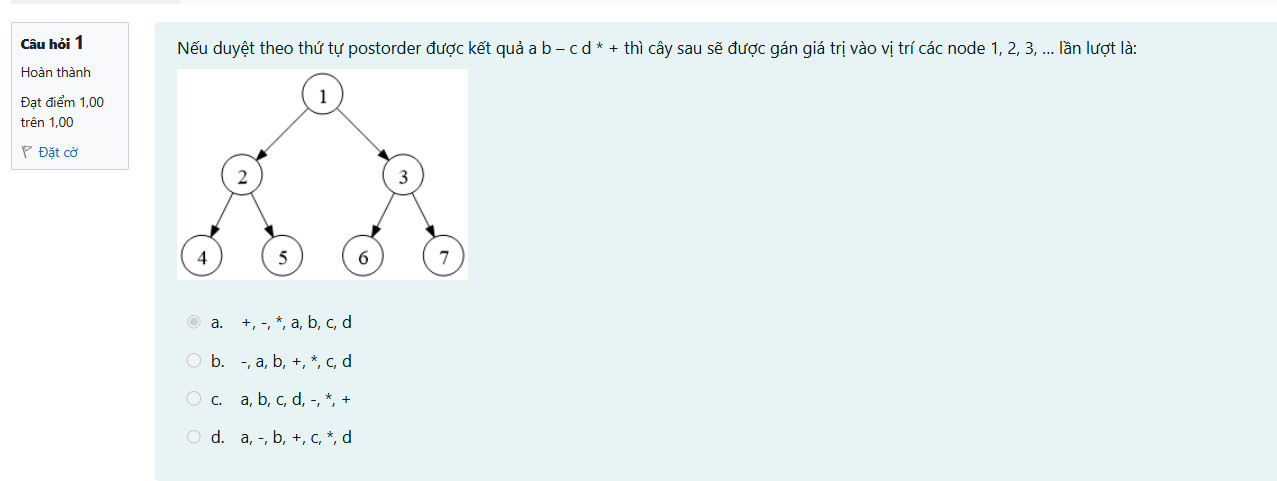 Câu hỏi 1
Hoàn thành
Đạt điểm 1,00
trên 1,00
Đặt cờ
Nếu duyệt theo thứ tự postorder được kết quả a b – c d * + thì cây sau sẽ được gán giá trị vào vị trí các node 1, 2, 3, ... lần lượt là:
1
2 3
4 5 6 7
a. +, -, *, a, b, c, d
b. -, a, b, +, *, c, d
c. a, b, c, d, -, *, +
d. a, -, b, +, c, *, d